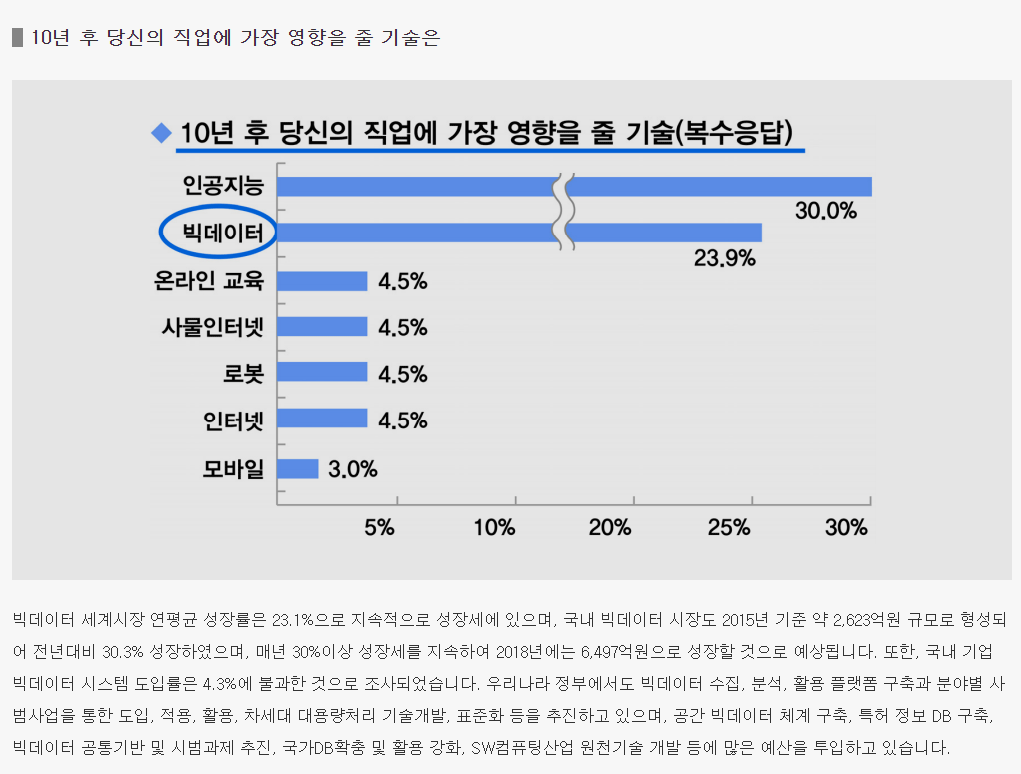 10년 후 당신의 직업에 가장 영향을 줄 기술은
10년 후 당신의 직업에 가장 영향을 줄 기술(복수응답)
인공지능
30.0%
빅데이터
23.9%
온라인 교육 4.5%
사물인터넷 4.5%
로봇 4.5%
인터넷 4.5%
모바일 3.0%
5% 10% 20% 25% 30%
빅데이터 세계시장 연평균 성장률은 23.1%으로 지속적으로 성장세에 있으며, 국내 빅데이터 시장도 2015년 기준 약 2,623억원 규모로 형성되
어 전년대비 30.3% 성장하였으며, 매년 30%이상 성장세를 지속하여 2018년에는 6,497억원으로 성장할 것으로 예상됩니다. 또한, 국내 기업
빅데이터 시스템 도입률은 4.3%에 불과한 것으로 조사되었습니다. 우리나라 정부에서도 빅데이터 수집, 분석, 활용 플랫폼 구축과 분야별 시
범사업을 통한 도입, 적용, 활용, 차세대 대용량처리 기술개발, 표준화 등을 추진하고 있으며, 공간 빅데이터 체계 구축, 특허 정보 DB 구축,
빅데이터 공통기반 및 시범과제 추진, 국가DB확충 및 활용 강화, SW컴퓨팅산업 원천기술 개발 등에 많은 예산을 투입하고 있습니다.